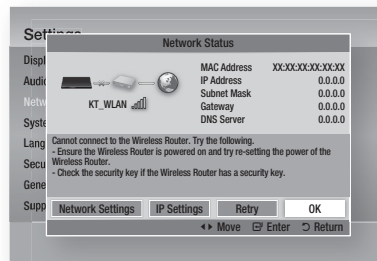 Settings
Network Status
Displ
Audio
Netw
Syste
Lang
Secu
Gene
Supp
KT_WLAN
MAC Address XX:XX:XX:XX:XX:XX
IP Address 0.0.0.0
Subnet Mask 0.0.0.0
Gateway 0.0.0.0
DNS Server 0.0.0.0
Cannot connect to the Wireless Router. Try the following.
- Ensure the Wireless Router is powered on and try re-setting the power of the
Wireless Router.
- Check the security key if the Wireless Router has a security key.
Network Settings IP Settings Retry OK
Move Enter Return